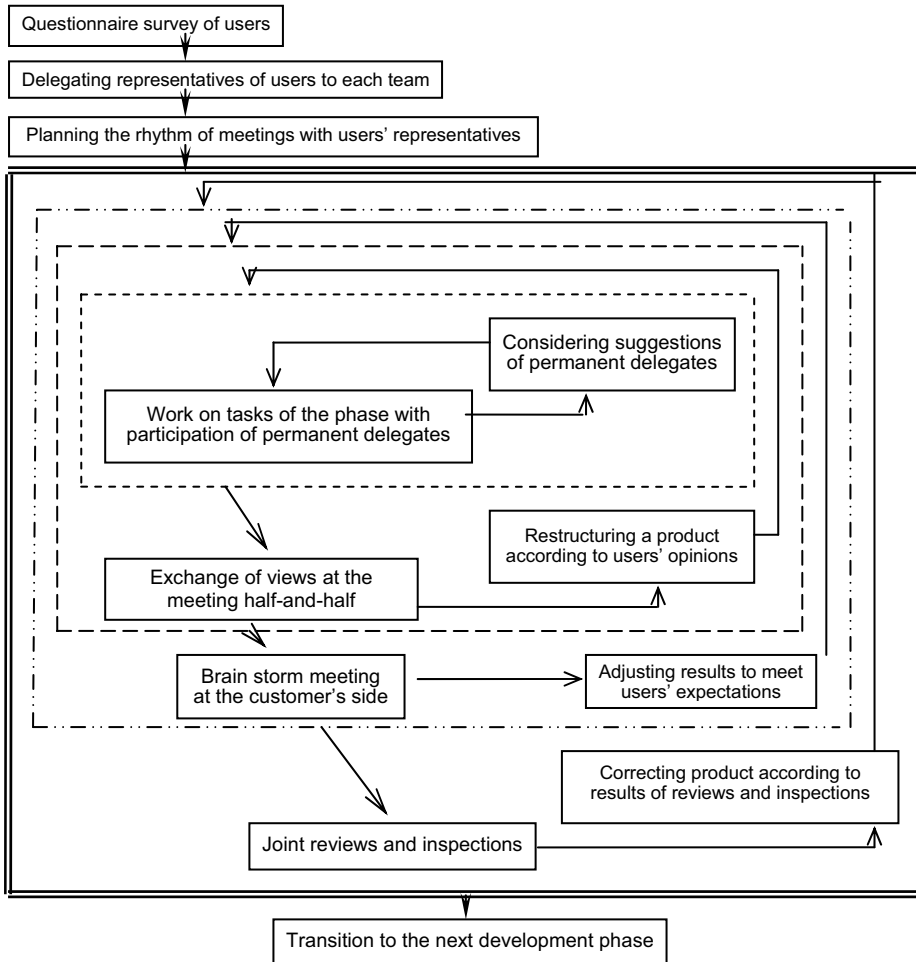 Questionnaire survey of users
Delegating representatives of users to each team
Planning the rhythm of meetings with users’ representatives
Considering suggestions
of permanent delegates
Work on tasks of the phase with
participation of permanent delegates
Restructuring a product
according to users’ opinions
Exchange of views at the
meeting half-and-half
Brain storm meeting
at the customer’s side
Adjusting results to meet
users’ expectations
Correcting product according to
results of reviews and inspections
Joint reviews and inspections
Transition to the next development phase